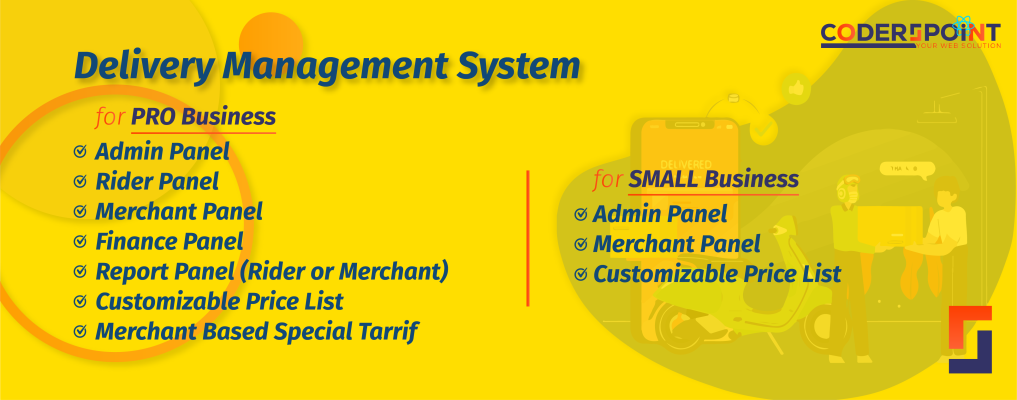 CODERSPOINT
YOUR WEB SOLUTION
Delivery Management System
for PRO Business
Admin Panel
Rider Panel
Merchant Panel
Finance Panel
Report Panel (Rider or Merchant)
Customizable Price List
Merchant Based Special Tarrif
DELIVERED
for SMALL Business
Admin Panel
Merchant Panel
Customizable Price List